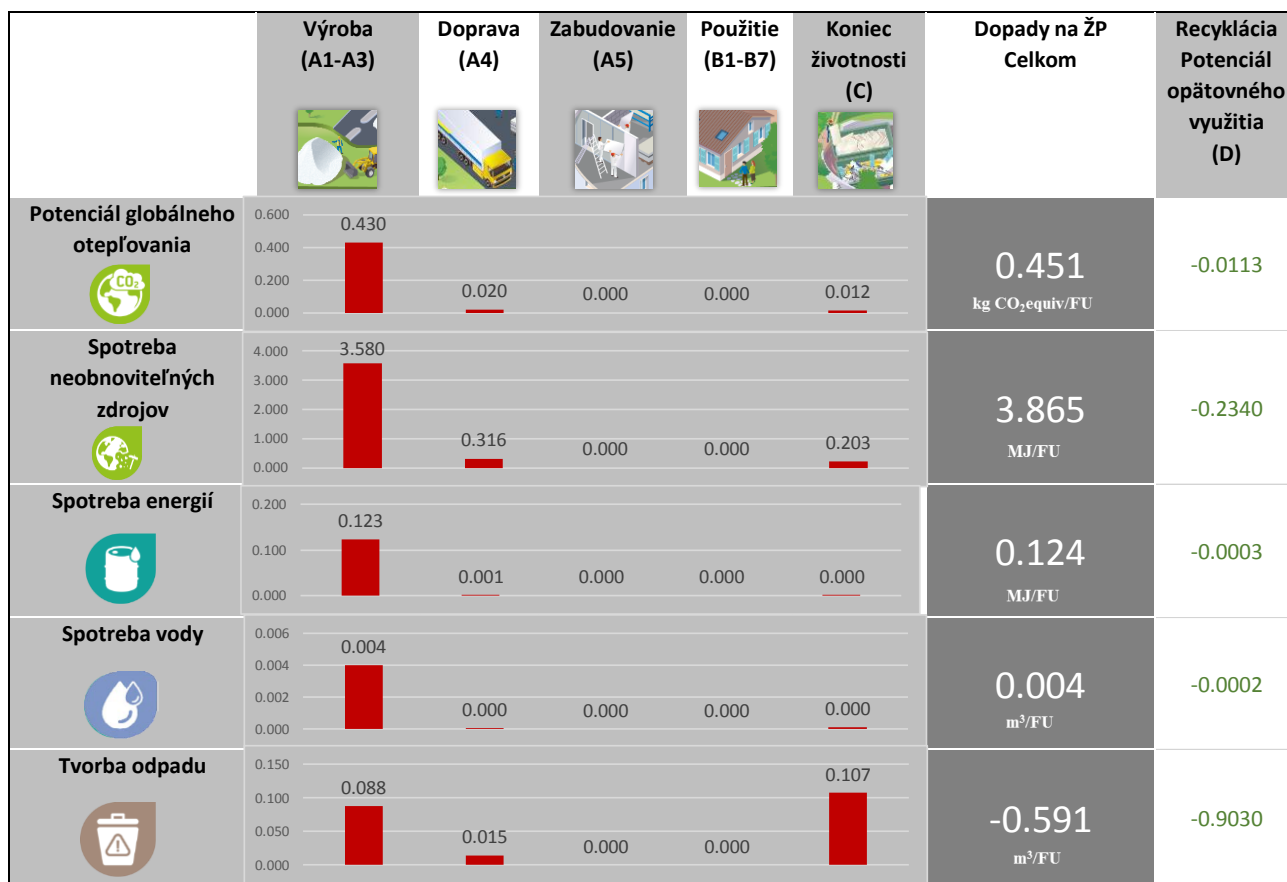 Výroba
(A1-A3)
Doprava
(A4)
Zabudovanie
(A5)
Použitie
(B1-B7)
Koniec
životnosti
(C)
Dopady na ŽP
Celkom
Recyklácia
Potenciál
opätovného
využitia
(D)
Potenciál globálneho
otepľovania
CO2
0.600
0.400
0.200
0.000
0.430
0.020
0.000
0.000
0.012
0.451
kg CO₂equiv/FU
-0.0113
Spotreba
neobnoviteľných
zdrojov
4.000
3.000
2.000
1.000
0.000
3.580
0.316
0.000
0.000
0.203
3.865
MJ/FU
-0.2340
Spotreba energií
0.200
0.100
0.000
0.123
0.001
0.000
0.000
0.000
0.124
MJ/FU
-0.0003
Spotreba vody
0.006
0.004
0.002
0.000
0.004
0.000
0.000
0.000
0.000
0.004
m³/FU
-0.0002
Tvorba odpadu
0.150
0.100
0.050
0.000
0.088
0.015
0.000
0.000
0.107
-0.591
m³/FU
-0.9030